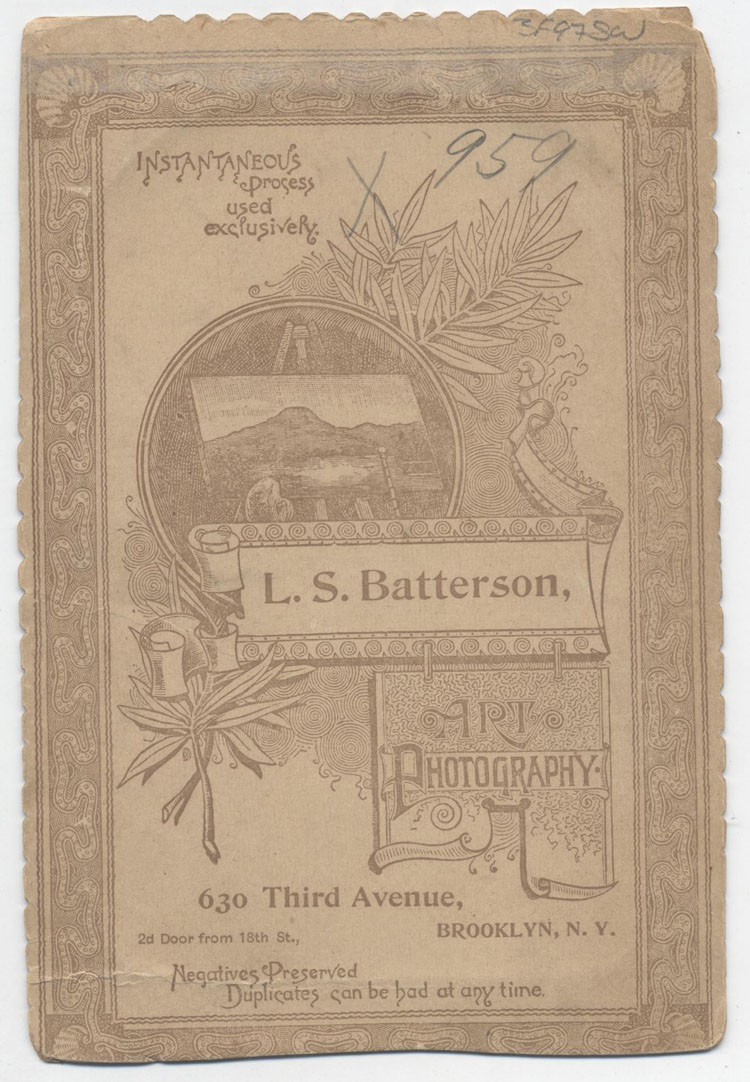 3F97SW
959
INSTANTANEOUS
Process
used
exclusively.
L. S. Batterson,
ART
PHOTOGRAPHY.
630 Third Avenue,
2d Door from 18th St.,
BROOKLYN, N. Y.
Negatives Preserved
Duplicates can be had at any time.